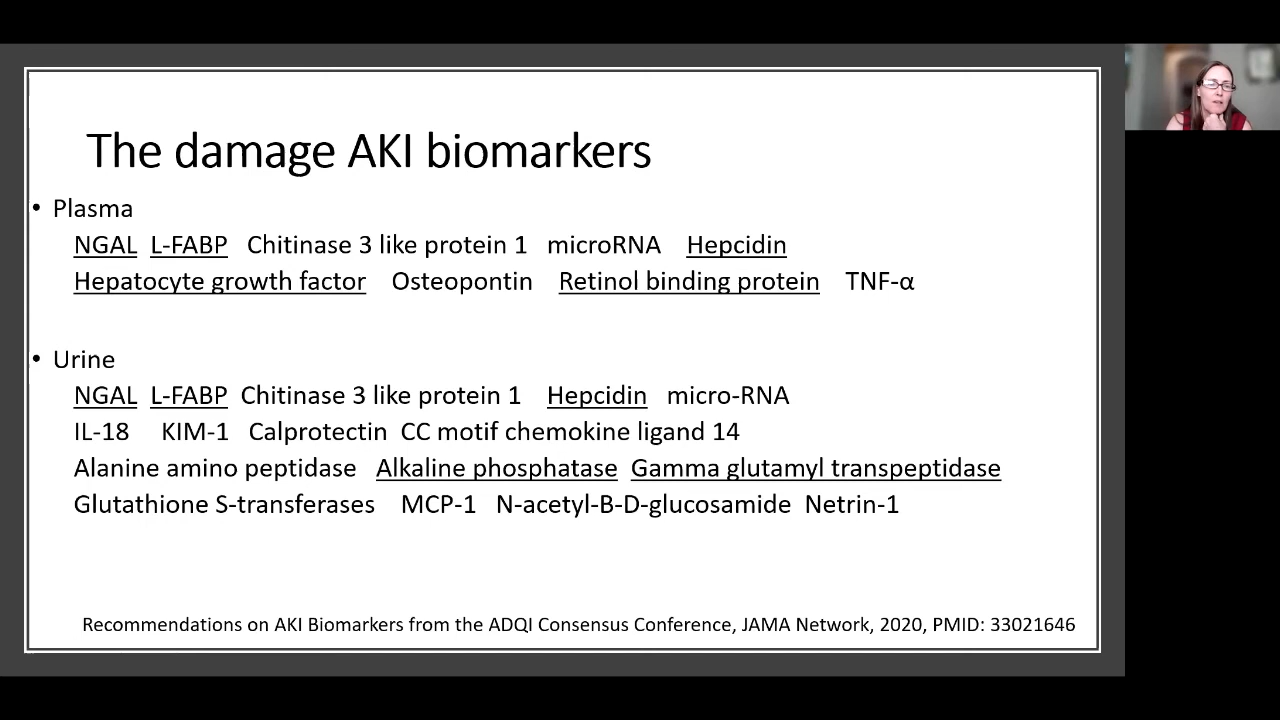 The damage AKI biomarkers
• Plasma
NGAL L-FABP Chitinase 3 like protein 1 microRNA Hepcidin
Hepatocyte growth factor Osteopontin Retinol binding protein TNF-α
• Urine
NGAL L-FABP Chitinase 3 like protein 1 Hepcidin micro-RNA
IL-18 KIM-1 Calprotectin CC motif chemokine ligand 14
Alanine amino peptidase Alkaline phosphatase Gamma glutamyl transpeptidase
Glutathione S-transferases MCP-1 N-acetyl-B-D-glucosamide Netrin-1
Recommendations on AKI Biomarkers from the ADQI Consensus Conference, JAMA Network, 2020, PMID: 33021646